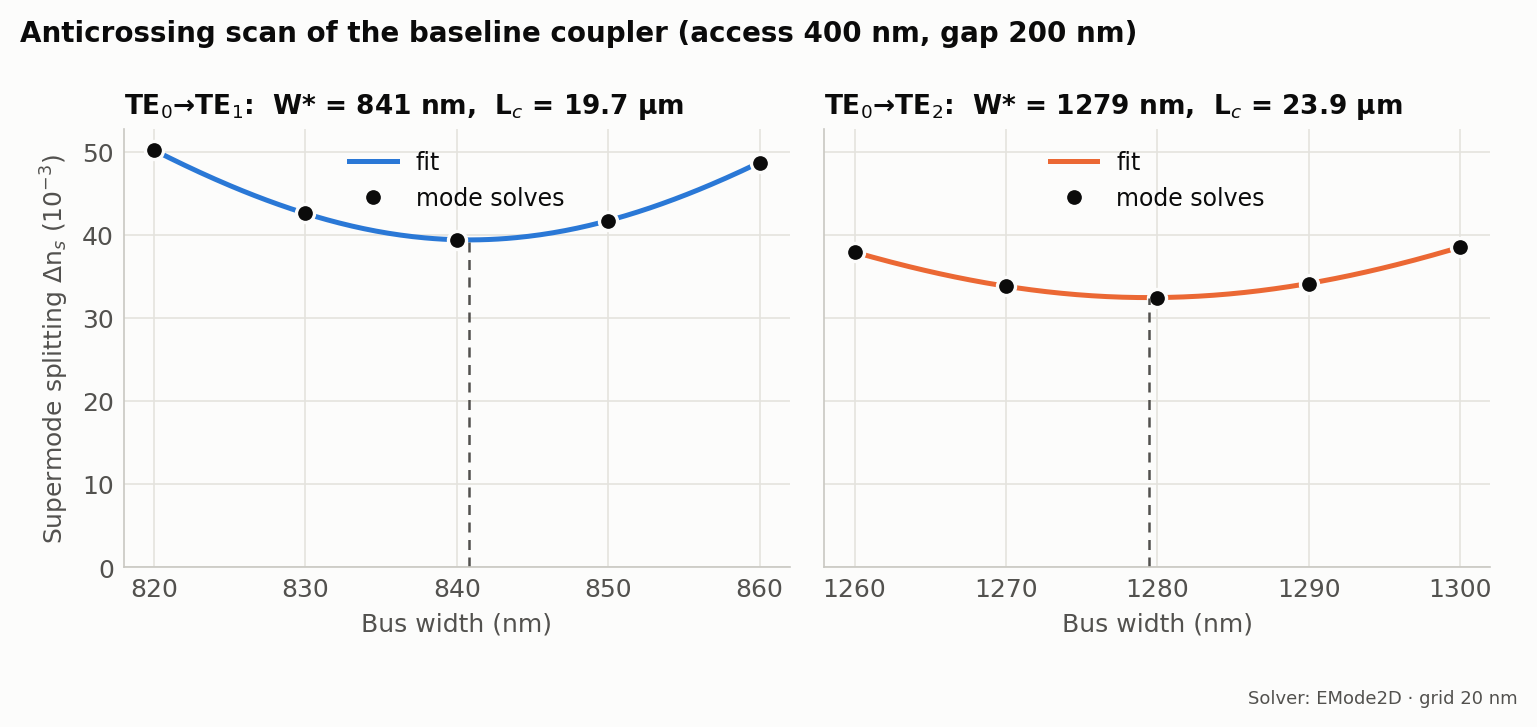 Anticrossing scan of the baseline coupler (access 400 nm, gap 200 nm)
TE₀→TE₁: W* = 841 nm, L_c = 19.7 μm
Supermode splitting Δnₛ (10⁻³)
50
40
30
20
10
0
fit
mode solves
820 830 840 850 860
Bus width (nm)
TE₀→TE₂: W* = 1279 nm, L_c = 23.9 μm
fit
mode solves
1260 1270 1280 1290 1300
Bus width (nm)
Solver: EMode2D · grid 20 nm